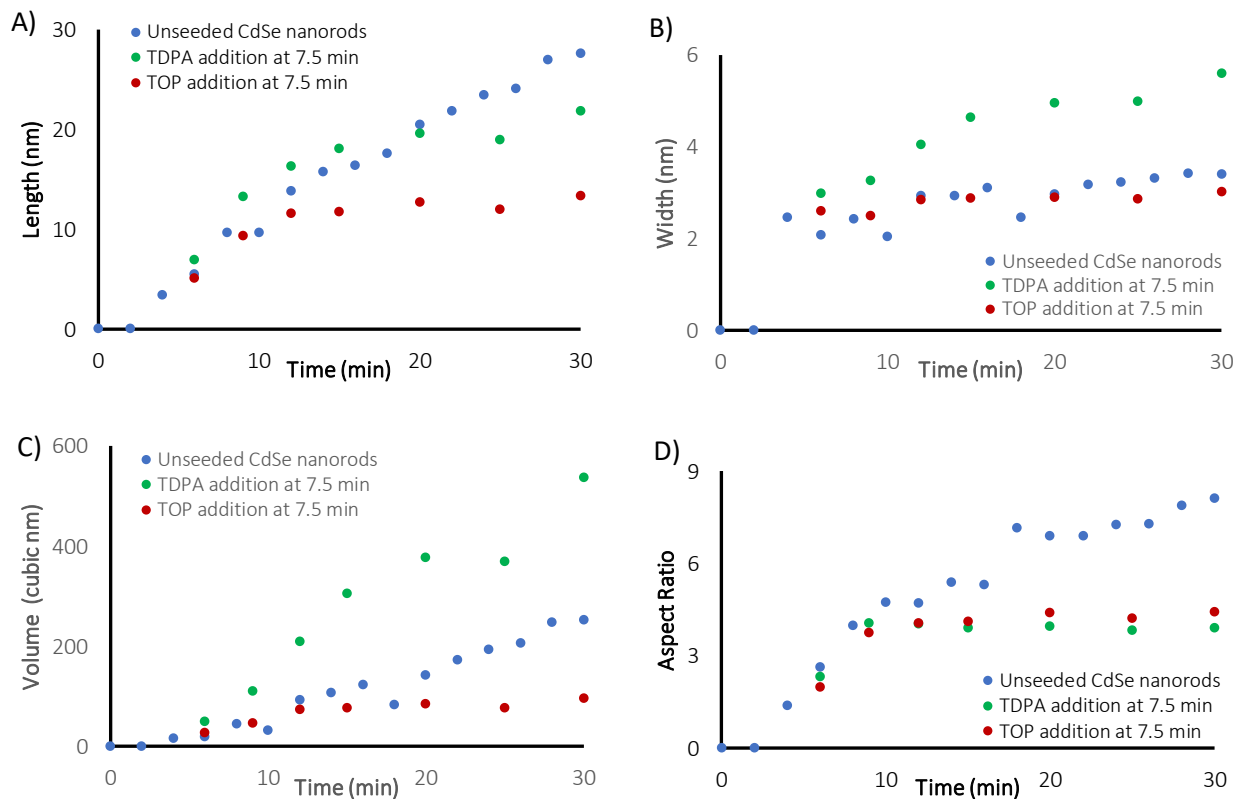 A)
Unseeded CdSe nanorods
TDPA addition at 7.5 min
TOP addition at 7.5 min
30
20
10
0
Length (nm)
0 10 20 30
Time (min)
B)
6
4
2
0
Width (nm)
Unseeded CdSe nanorods
TDPA addition at 7.5 min
TOP addition at 7.5 min
0 10 20 30
Time (min)
C)
600
400
200
0
Volume (cubic nm)
Unseeded CdSe nanorods
TDPA addition at 7.5 min
TOP addition at 7.5 min
0 10 20 30
Time (min)
D)
9
6
3
0
Aspect Ratio
Unseeded CdSe nanorods
TDPA addition at 7.5 min
TOP addition at 7.5 min
0 10 20 30
Time (min)